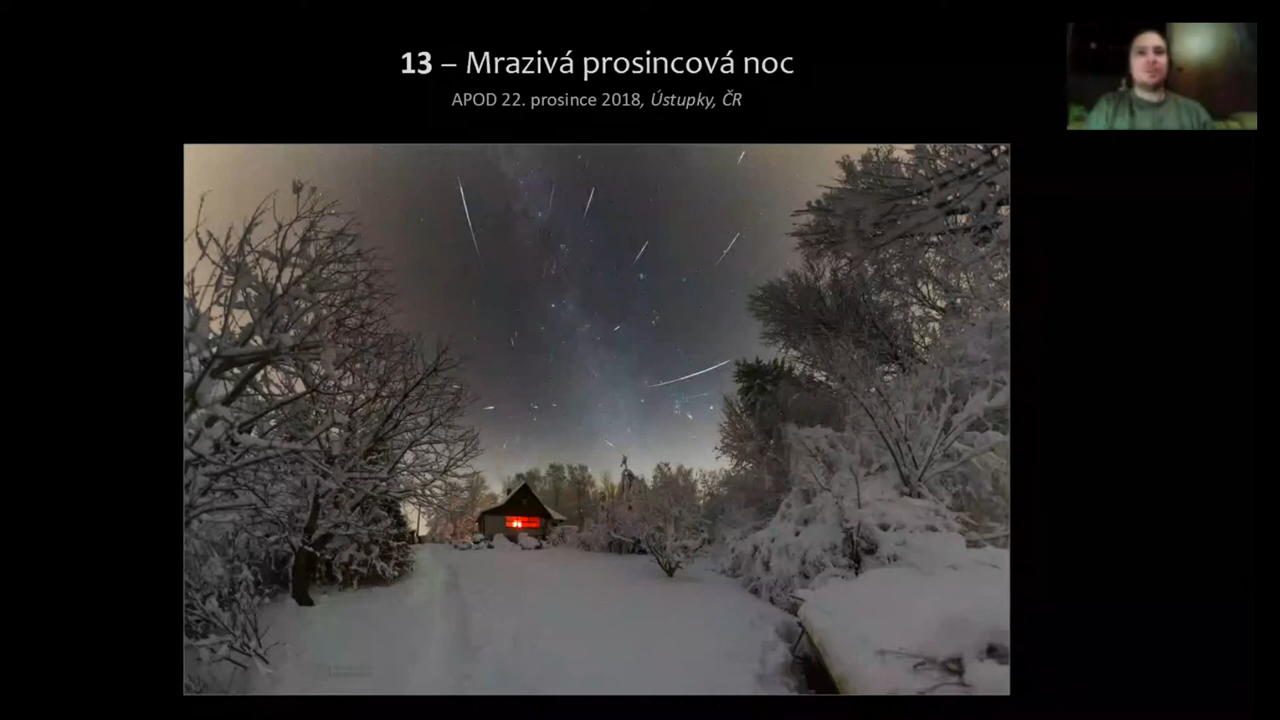 13 – Mrazivá prosincová noc
APOD 22. prosince 2018, Ústupky, ČR